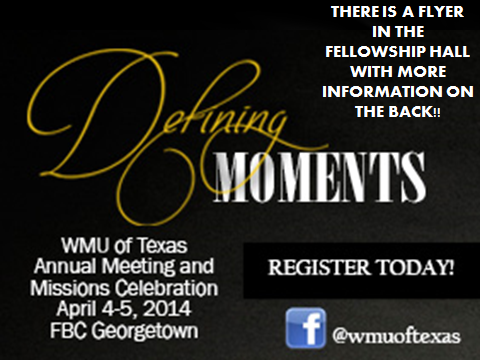 THERE IS A FLYER
IN THE
FELLOWSHIP HALL
WITH MORE
INFORMATION ON
THE BACK!!
Defining
MOMENTS
WMU of Texas
Annual Meeting and
Missions Celebration
April 4-5, 2014
FBC Georgetown
REGISTER TODAY!
f @wmuoftexas